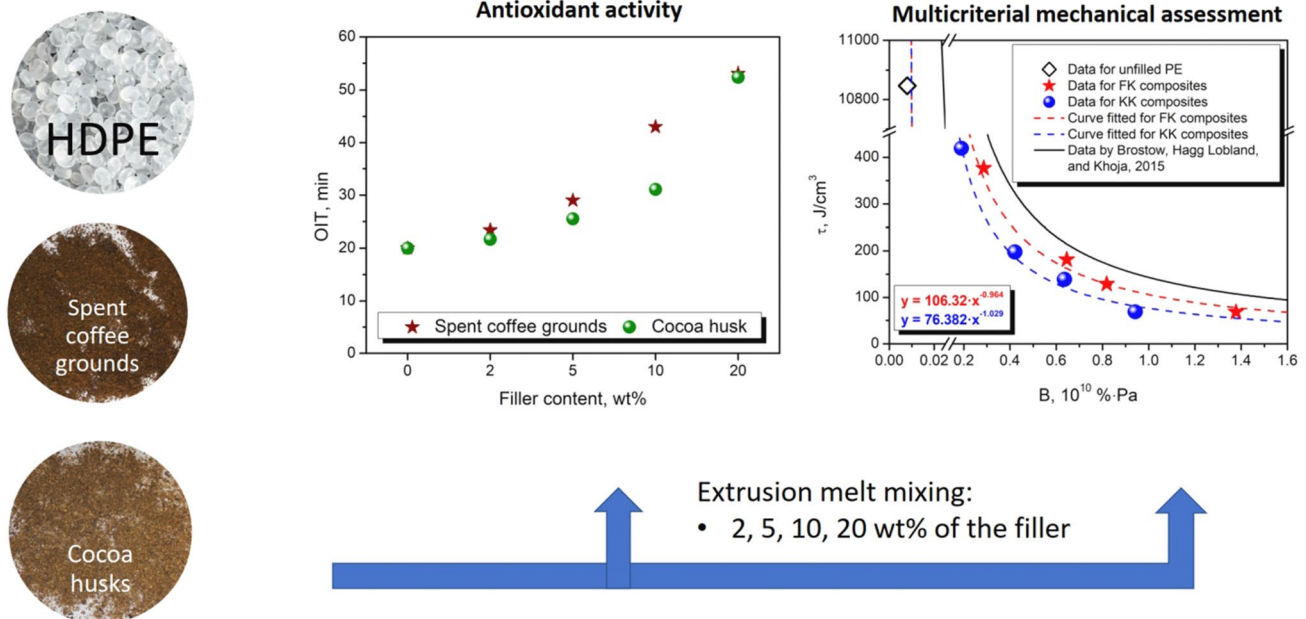 HDPE
Spent
coffee
grounds
Cocoa
husks
Antioxidant activity
60
50
40
30
20
10
0
OIT, min
Spent coffee grounds
Cocoa husk
0 2 5 10 20
Filler content, wt%
Multicriterial mechanical assessment
11000
10800
400
300
200
100
0
τ, J/cm³
Data for unfilled PE
Data for FK composites
Data for KK composites
Curve fitted for FK composites
Curve fitted for KK composites
Data by Brostow, Hagg Lobland,
and Khoja, 2015
y = 106.32·x⁻⁰·⁹⁶⁴
y = 76.382·x⁻¹·⁰²⁹
0.00 0.02 0.2 0.4 0.6 0.8 1.0 1.2 1.4 1.6
B, 10¹⁰ %·Pa
Extrusion melt mixing:
• 2, 5, 10, 20 wt% of the filler